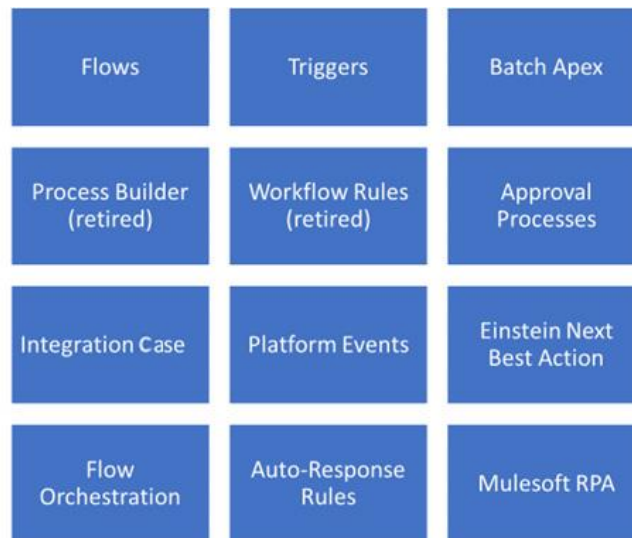 Flows
Triggers
Batch Apex
Process Builder
(retired)
Workflow Rules
(retired)
Approval
Processes
Integration Case
Platform Events
Einstein Next
Best Action
Flow
Orchestration
Auto-Response
Rules
Mulesoft RPA